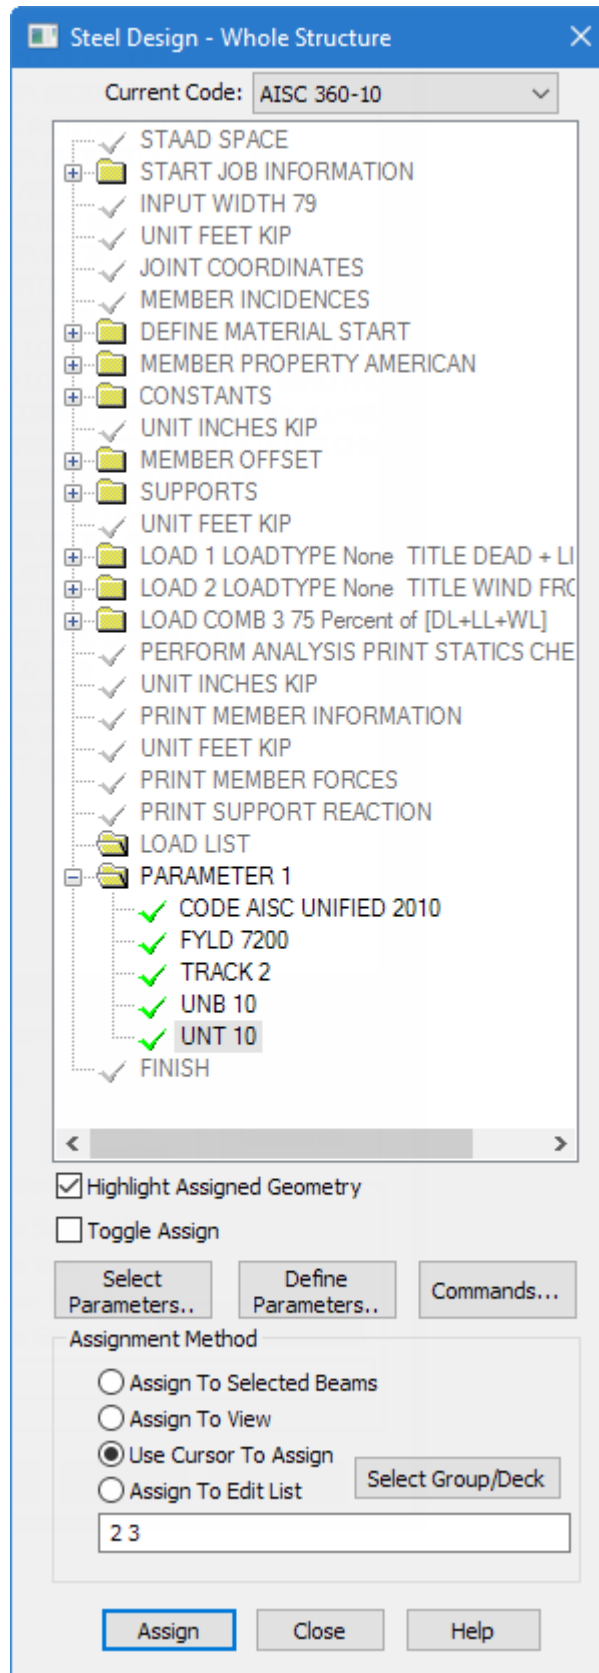 Steel Design - Whole Structure
Current Code: AISC 360-10
STAAD SPACE
START JOB INFORMATION
INPUT WIDTH 79
UNIT FEET KIP
JOINT COORDINATES
MEMBER INCIDENCES
DEFINE MATERIAL START
MEMBER PROPERTY AMERICAN
CONSTANTS
UNIT INCHES KIP
MEMBER OFFSET
SUPPORTS
UNIT FEET KIP
LOAD 1 LOADTYPE None TITLE DEAD + LI
LOAD 2 LOADTYPE None TITLE WIND FRO
LOAD COMB 3 75 Percent of [DL+LL+WL]
PERFORM ANALYSIS PRINT STATICS CHE
UNIT INCHES KIP
PRINT MEMBER INFORMATION
UNIT FEET KIP
PRINT MEMBER FORCES
PRINT SUPPORT REACTION
LOAD LIST
PARAMETER 1
CODE AISC UNIFIED 2010
FYLD 7200
TRACK 2
UNB 10
UNT 10
FINISH
Highlight Assigned Geometry
Toggle Assign
Select Parameters.. Define Parameters.. Commands...
Assignment Method
Assign To Selected Beams
Assign To View
Use Cursor To Assign
Assign To Edit List
Select Group/Deck
2 3
Assign Close Help